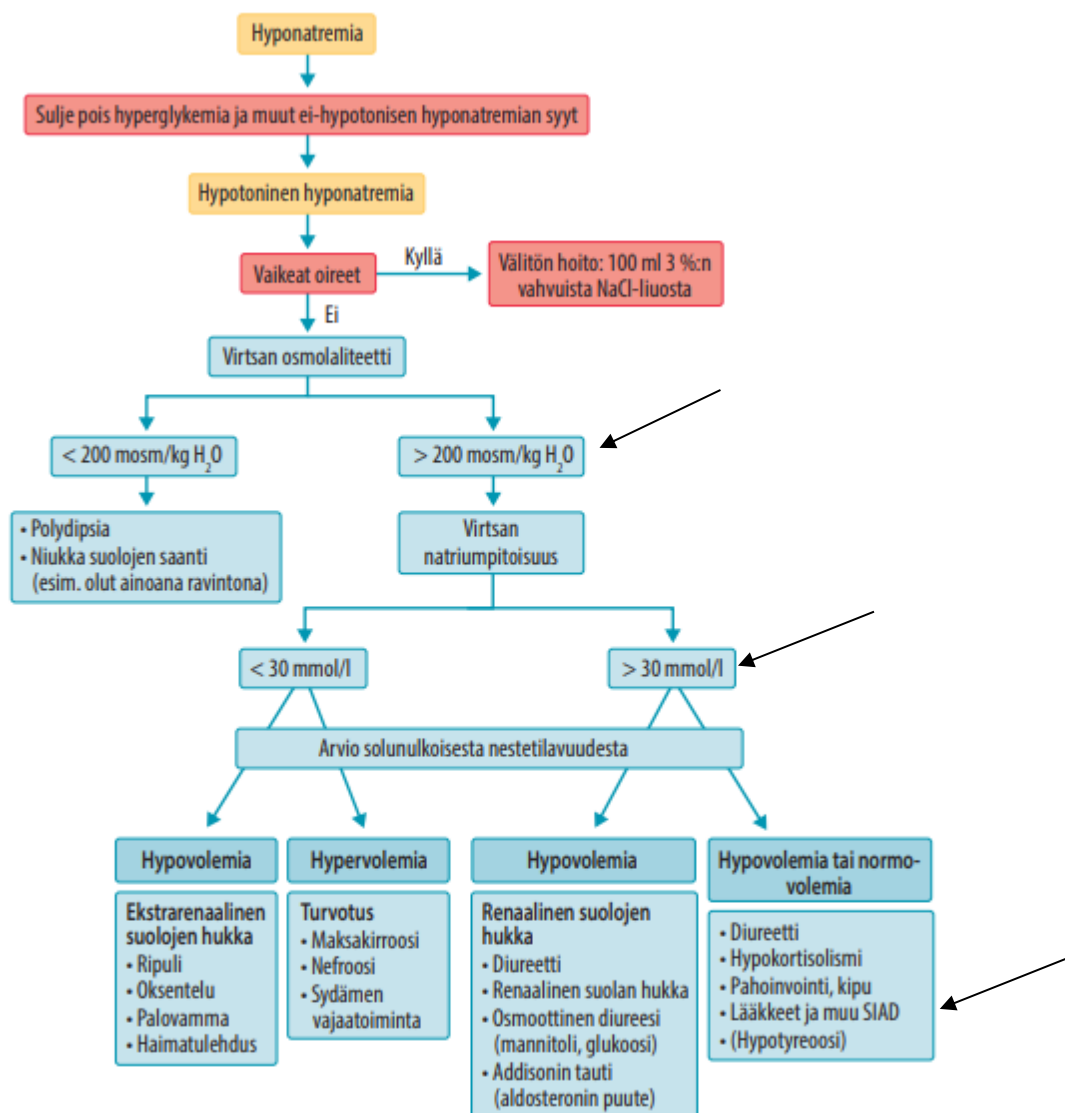 Hyponatremia
Sulje pois hyperglykemia ja muut ei-hypotonisen hyponatremian syyt
Hypotoninen hyponatremia
Vaikeat oireet
Kyllä
Välitön hoito: 100 ml 3 %:n
vahvuista NaCl-liuosta
Ei
Virtsan osmolaliteetti
< 200 mosm/kg H₂O
> 200 mosm/kg H₂O
• Polydipsia
• Niukka suolojen saanti
(esim. olut ainoana ravintona)
Virtsan
natriumpitoisuus
< 30 mmol/l
> 30 mmol/l
Arvio solunulkoisesta nestetilavuudesta
Hypovolemia
Ekstrarenaalinen
suolojen hukka
• Ripuli
• Oksentelu
• Palovamma
• Haimatulehdus
Hypervolemia
Turvotus
• Maksakirroosi
• Nefroosi
• Sydämen
vajaatoiminta
Hypovolemia
Renaalinen suolojen
hukka
• Diureetti
• Renaalinen suolan hukka
• Osmoottinen diureesi
(mannitoli, glukoosi)
• Addisonin tauti
(aldosteronin puute)
Hypovolemia tai normo-
volemia
• Diureetti
• Hypokortisolismi
• Pahoinvointi, kipu
• Lääkkeet ja muu SIAD
• (Hypotyreoosi)